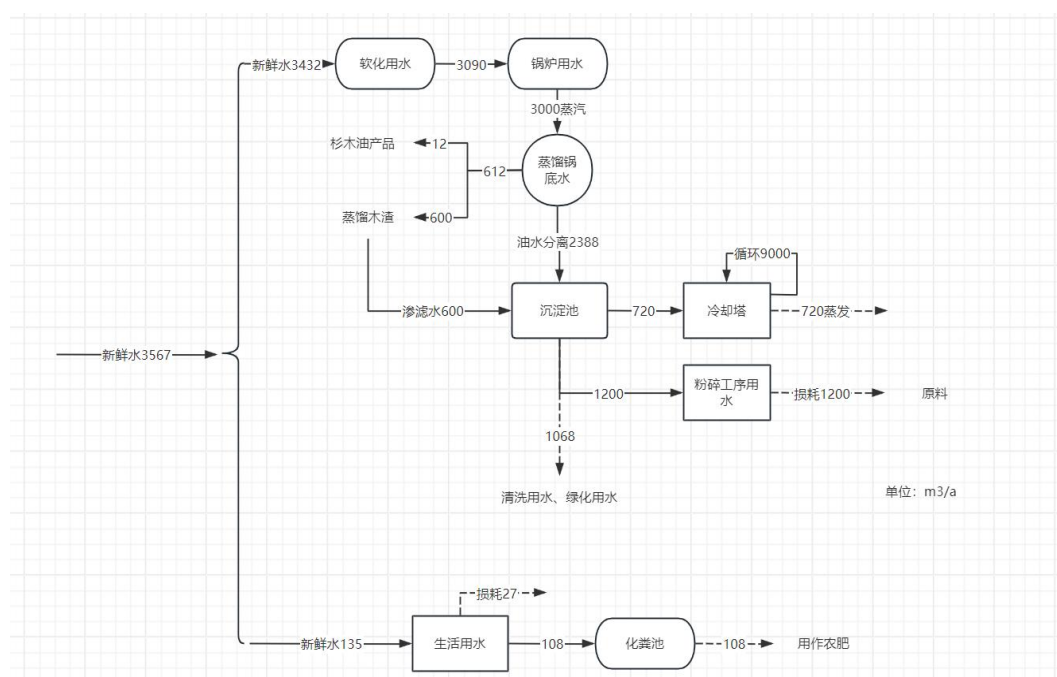 新鲜水3432
软化用水
3090
锅炉用水
3000蒸汽
杉木油产品
12
612
蒸馏锅
底水
蒸馏木渣
600
油水分离2388
循环9000
渗滤水600
沉淀池
720
冷却塔
720蒸发
新鲜水3567
1200
粉碎工序用
水
损耗1200
原料
1068
清洗用水、绿化用水
单位：m3/a
损耗27
新鲜水135
生活用水
108
化粪池
108
用作农肥